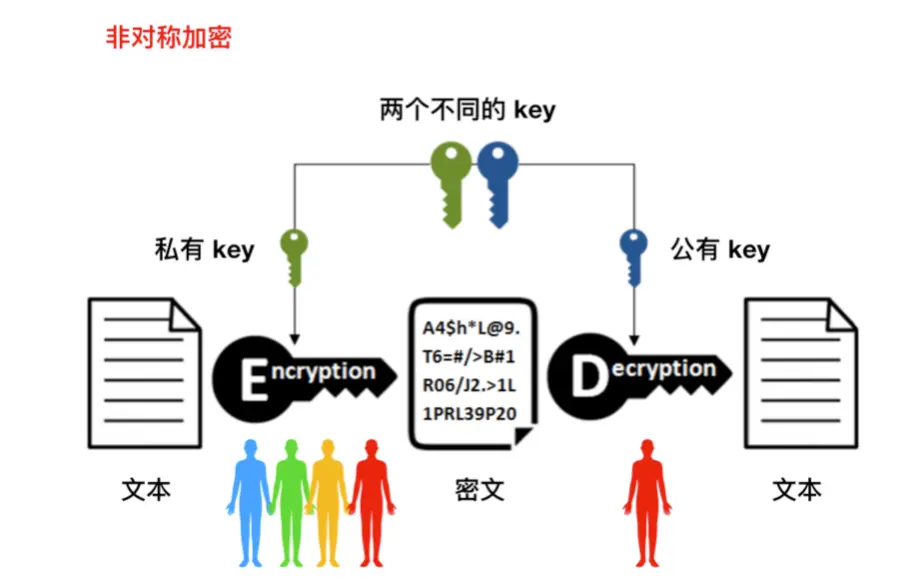 非对称加密
两个不同的 key
私有 key
公有 key
Encryption
A4$h*L@9.
T6=#/>B#1
R06/J2.>1L
1PRL39P20
Decryption
文本
密文
文本